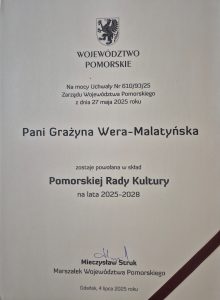 WOJEWÓDZTWO
POMORSKIE
Na mocy Uchwały Nr 610/93/25
Zarządu Województwa Pomorskiego
z dnia 27 maja 2025 roku
Pani Grażyna Wera-Malatyńska
zostaje powołana w skład
Pomorskiej Rady Kultury
na lata 2025-2028
Mieczysław Struk
Marszałek Województwa Pomorskiego
Gdańsk, 4 lipca 2025 roku